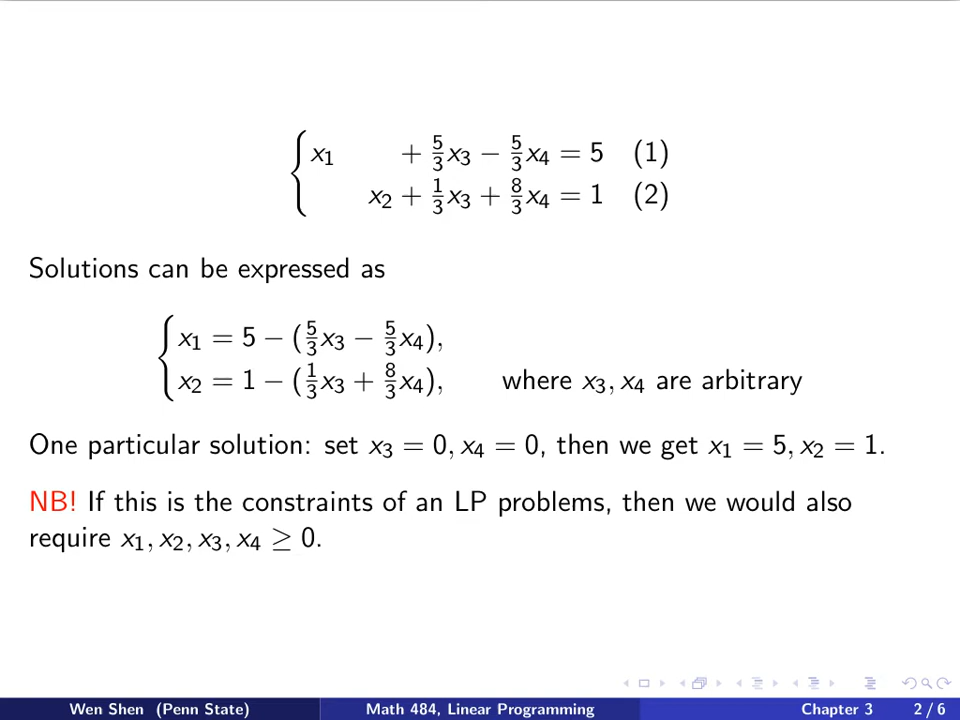 x₁ + 5/3x₃ − 5/3x₄ = 5 (1)
x₂ + 1/3x₃ + 8/3x₄ = 1 (2)
Solutions can be expressed as
x₁ = 5 − (5/3x₃ − 5/3x₄),
x₂ = 1 − (1/3x₃ + 8/3x₄), where x₃, x₄ are arbitrary
One particular solution: set x₃ = 0, x₄ = 0, then we get x₁ = 5, x₂ = 1.
NB! If this is the constraints of an LP problems, then we would also
require x₁, x₂, x₃, x₄ ≥ 0.
Wen Shen (Penn State) Math 484, Linear Programming Chapter 3 2 / 6